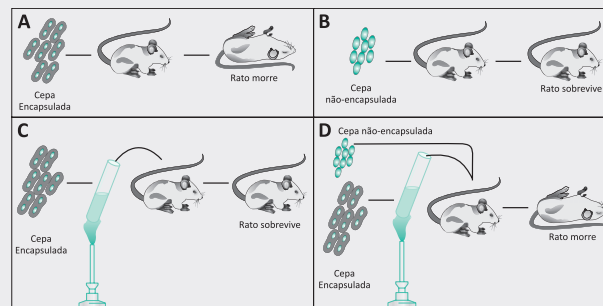 A
Cepa
Encapsulada
Rato morre
B
Cepa
não-encapsulada
Rato sobrevive
C
Cepa
Encapsulada
Rato sobrevive
D
Cepa não-encapsulada
Cepa
Encapsulada
Rato morre